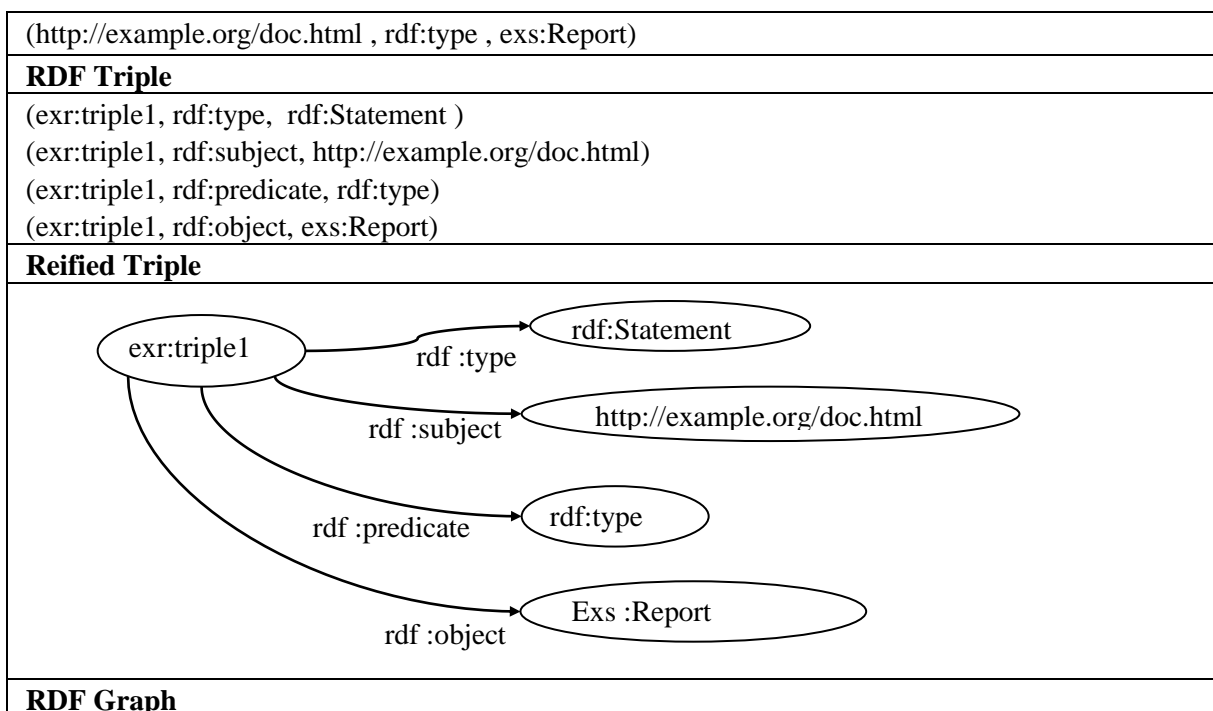 (http://example.org/doc.html , rdf:type , exs:Report)
RDF Triple
(exr:triple1, rdf:type, rdf:Statement )
(exr:triple1, rdf:subject, http://example.org/doc.html)
(exr:triple1, rdf:predicate, rdf:type)
(exr:triple1, rdf:object, exs:Report)
Reified Triple
exr:triple1
rdf:Statement
rdf :type
http://example.org/doc.html
rdf :subject
rdf:type
rdf :predicate
Exs :Report
rdf :object
RDF Graph